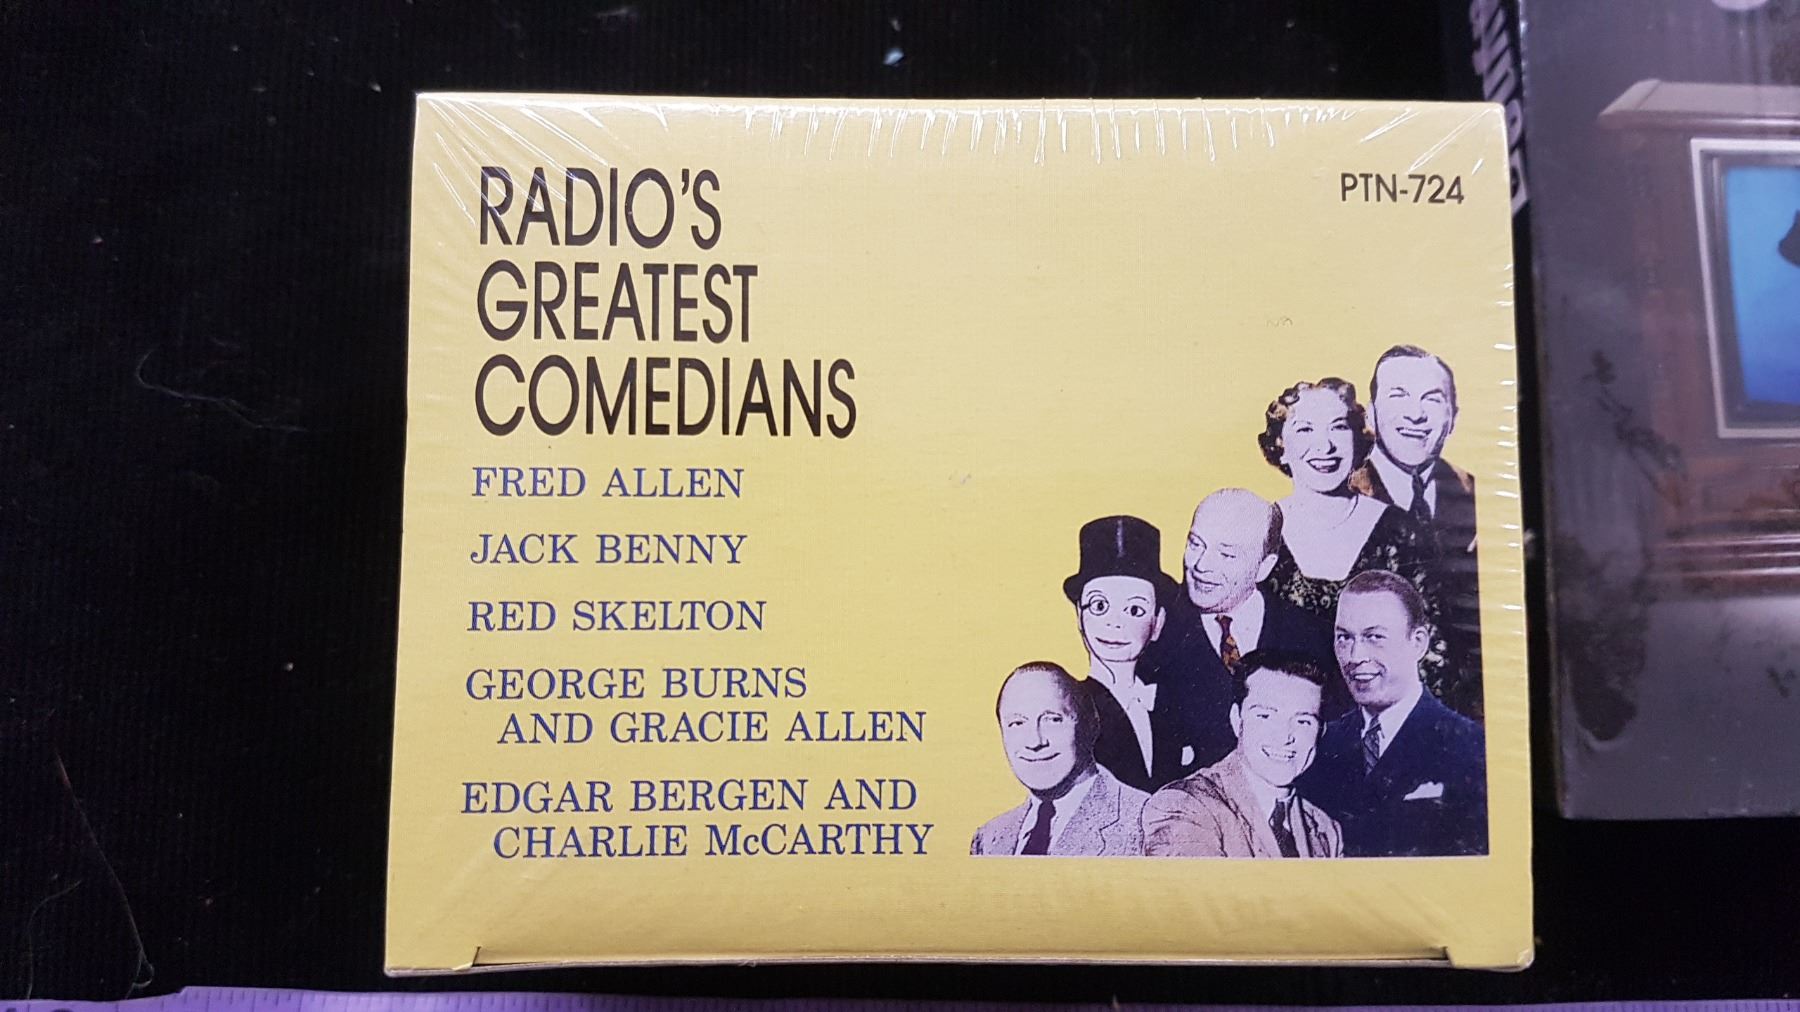 RADIO'S
GREATEST
COMEDIANS
PTN-724
FRED ALLEN
JACK BENNY
RED SKELTON
GEORGE BURNS
AND GRACIE ALLEN
EDGAR BERGEN AND
CHARLIE McCARTHY